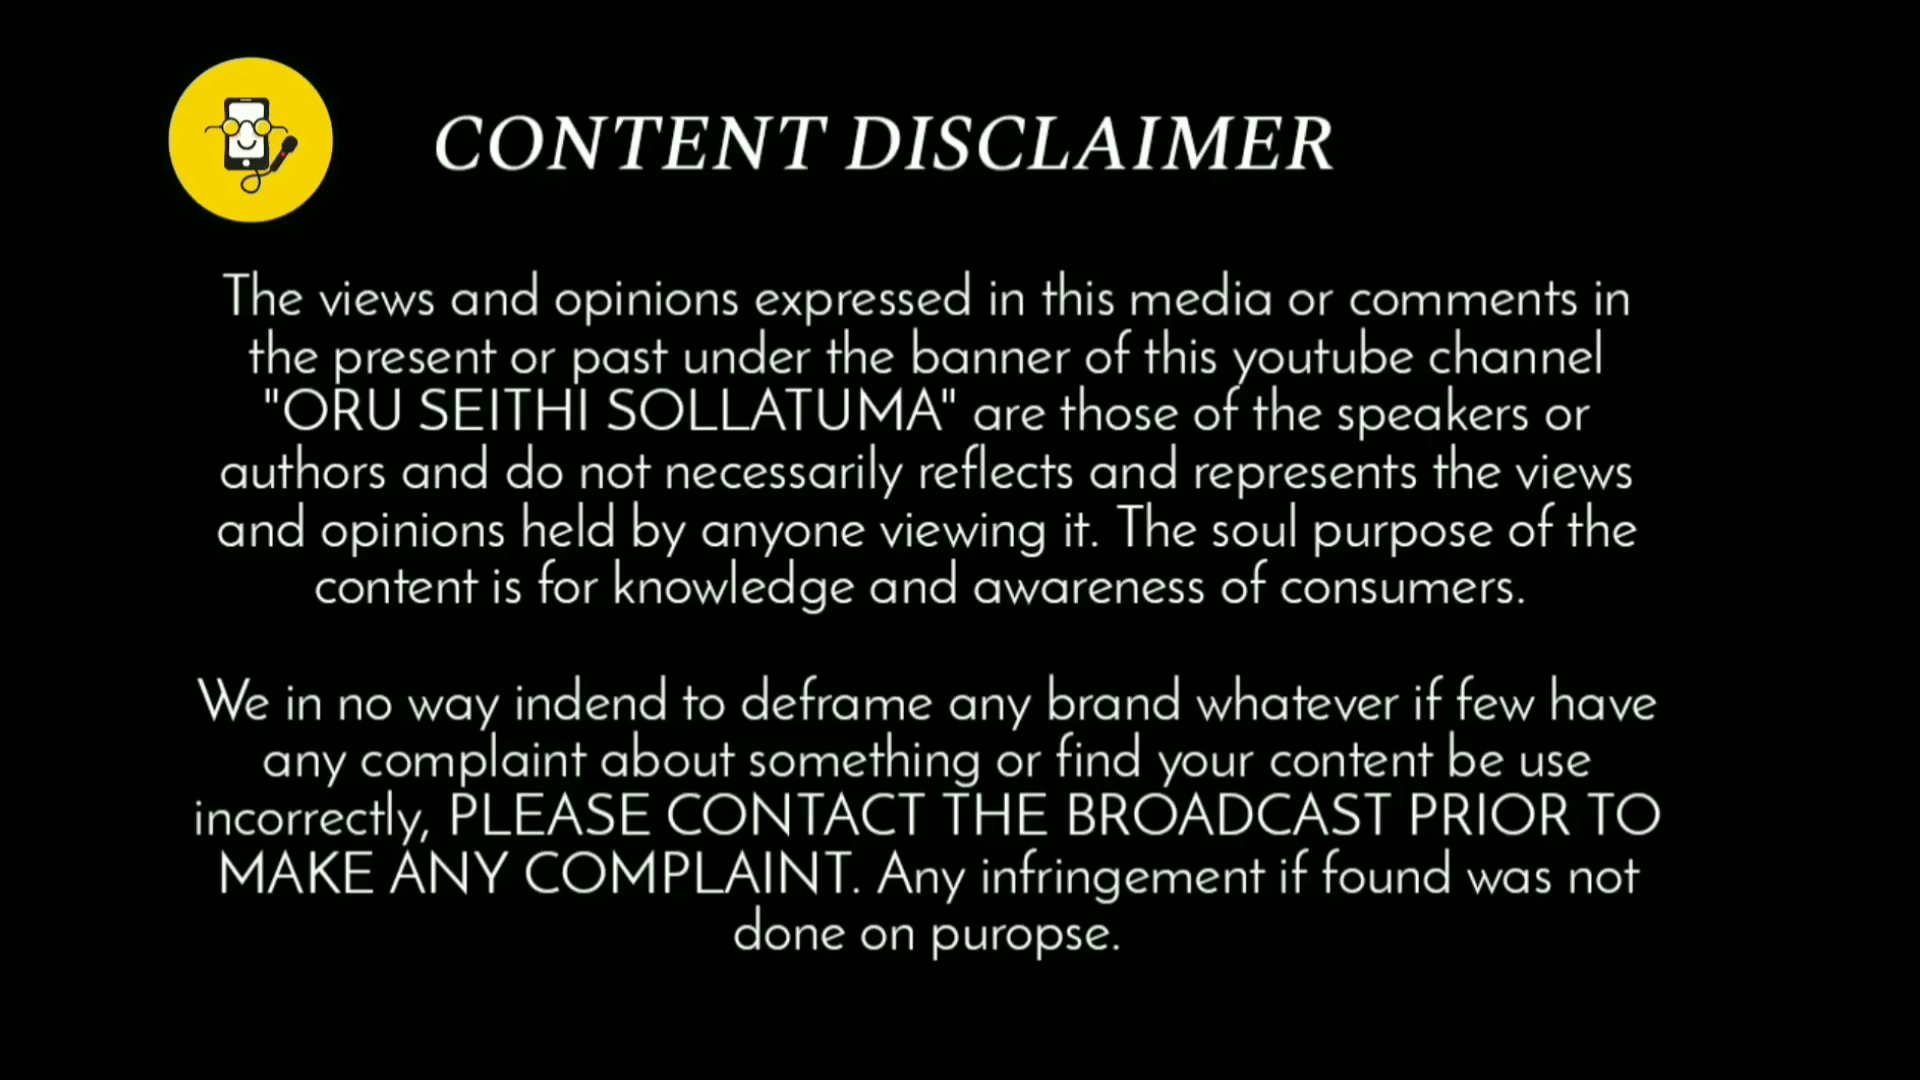 CONTENT DISCLAIMER
The views and opinions expressed in this media or comments in
the present or past under the banner of this youtube channel
"ORU SEITHI SOLLATUMA" are those of the speakers or
authors and do not necessarily reflects and represents the views
and opinions held by anyone viewing it. The soul purpose of the
content is for knowledge and awareness of consumers.
We in no way indend to deframe any brand whatever if few have
any complaint about something or find your content be use
incorrectly, PLEASE CONTACT THE BROADCAST PRIOR TO
MAKE ANY COMPLAINT. Any infringement if found was not
done on puropse.